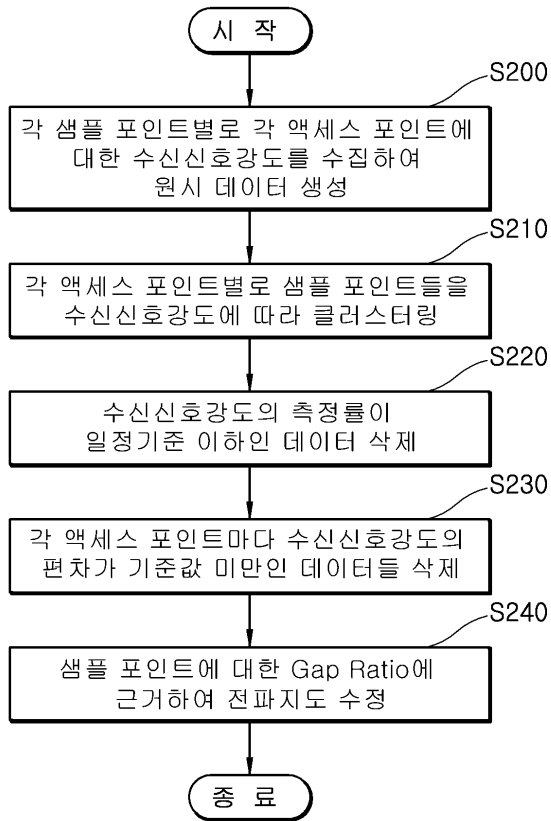 시 작
S200
각 샘플 포인트별로 각 액세스 포인트에
대한 수신신호강도를 수집하여
원시 데이터 생성
S210
각 액세스 포인트별로 샘플 포인트들을
수신신호강도에 따라 클러스터링
S220
수신신호강도의 측정률이
일정기준 이하인 데이터 삭제
S230
각 액세스 포인트마다 수신신호강도의
편차가 기준값 미만인 데이터들 삭제
S240
샘플 포인트에 대한 Gap Ratio에
근거하여 전파지도 수정
종 료